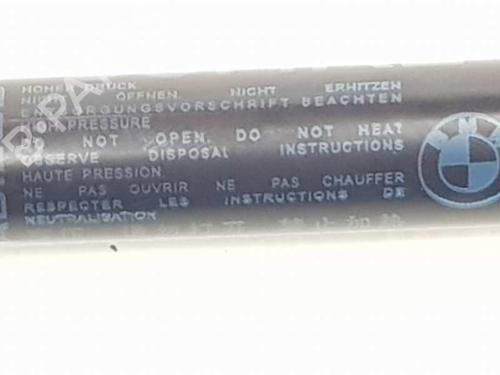 HOHER DRUCK
NICHT ÖFFNEN. NICHT ERHITZEN
ENTSORGUNGSVORSCHRIFT BEACHTEN
HIGH PRESSURE
DO NOT OPEN. DO NOT HEAT
OBSERVE DISPOSAL INSTRUCTIONS
HAUTE PRESSION.
NE PAS OUVRIR NE PAS CHAUFFER
RESPECTER LES INSTRUCTIONS DE
NEUTRALISATION
BMW